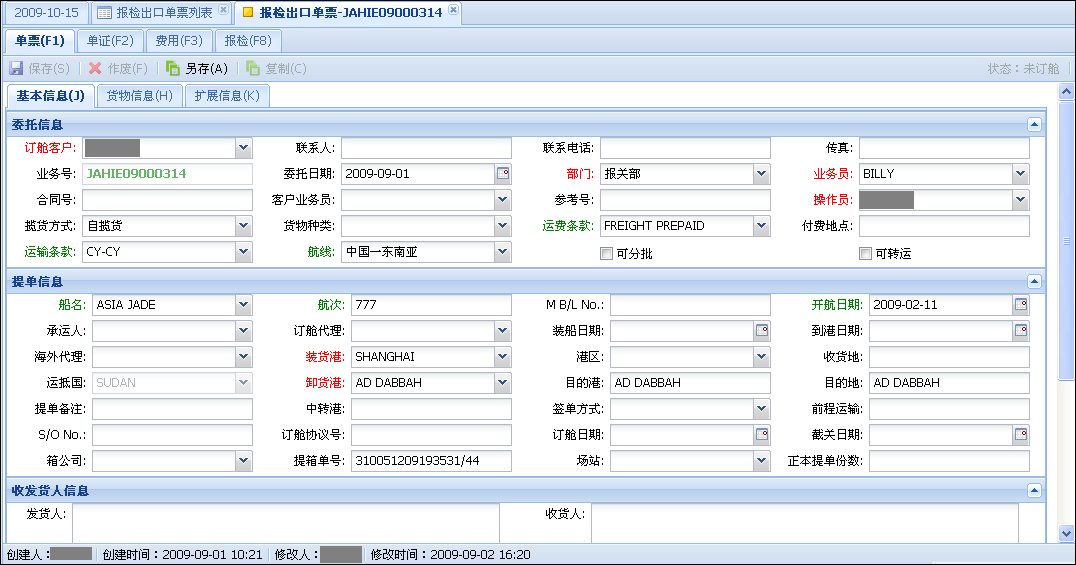 2009-10-15 报检出口单票列表 报检出口单票-JAHIE09000314
单票(F1) 单证(F2) 费用(F3) 报检(F8)
保存(S) 作废(F) 另存(A) 复制(C) 状态：未订舱
基本信息(J) 货物信息(H) 扩展信息(K)
委托信息
订舱客户: 联系人: 联系电话: 传真:
业务号: JAHIE09000314 委托日期: 2009-09-01 部门: 报关部 业务员: BILLY
合同号: 客户业务员: 参考号: 操作员:
揽货方式: 自揽货 货物种类: 运费条款: FREIGHT PREPAID 付费地点:
运输条款: CY-CY 航线: 中国—东南亚 可分批 可转运
提单信息
船名: ASIA JADE 航次: 777 M B/L No.: 开航日期: 2009-02-11
承运人: 订舱代理: 装船日期: 到港日期:
海外代理: 装货港: SHANGHAI 港区: 收货地:
运抵国: SUDAN 卸货港: AD DABBAH 目的港: AD DABBAH 目的地: AD DABBAH
提单备注: 中转港: 签单方式: 前程运输:
S/O No.: 订舱协议号: 订舱日期: 截关日期:
箱公司: 提箱单号: 310051209193531/44 场站: 正本提单份数:
收发货人信息
发货人: 收货人:
创建人： 创建时间：2009-09-01 10:21 修改人： 修改时间：2009-09-02 16:20